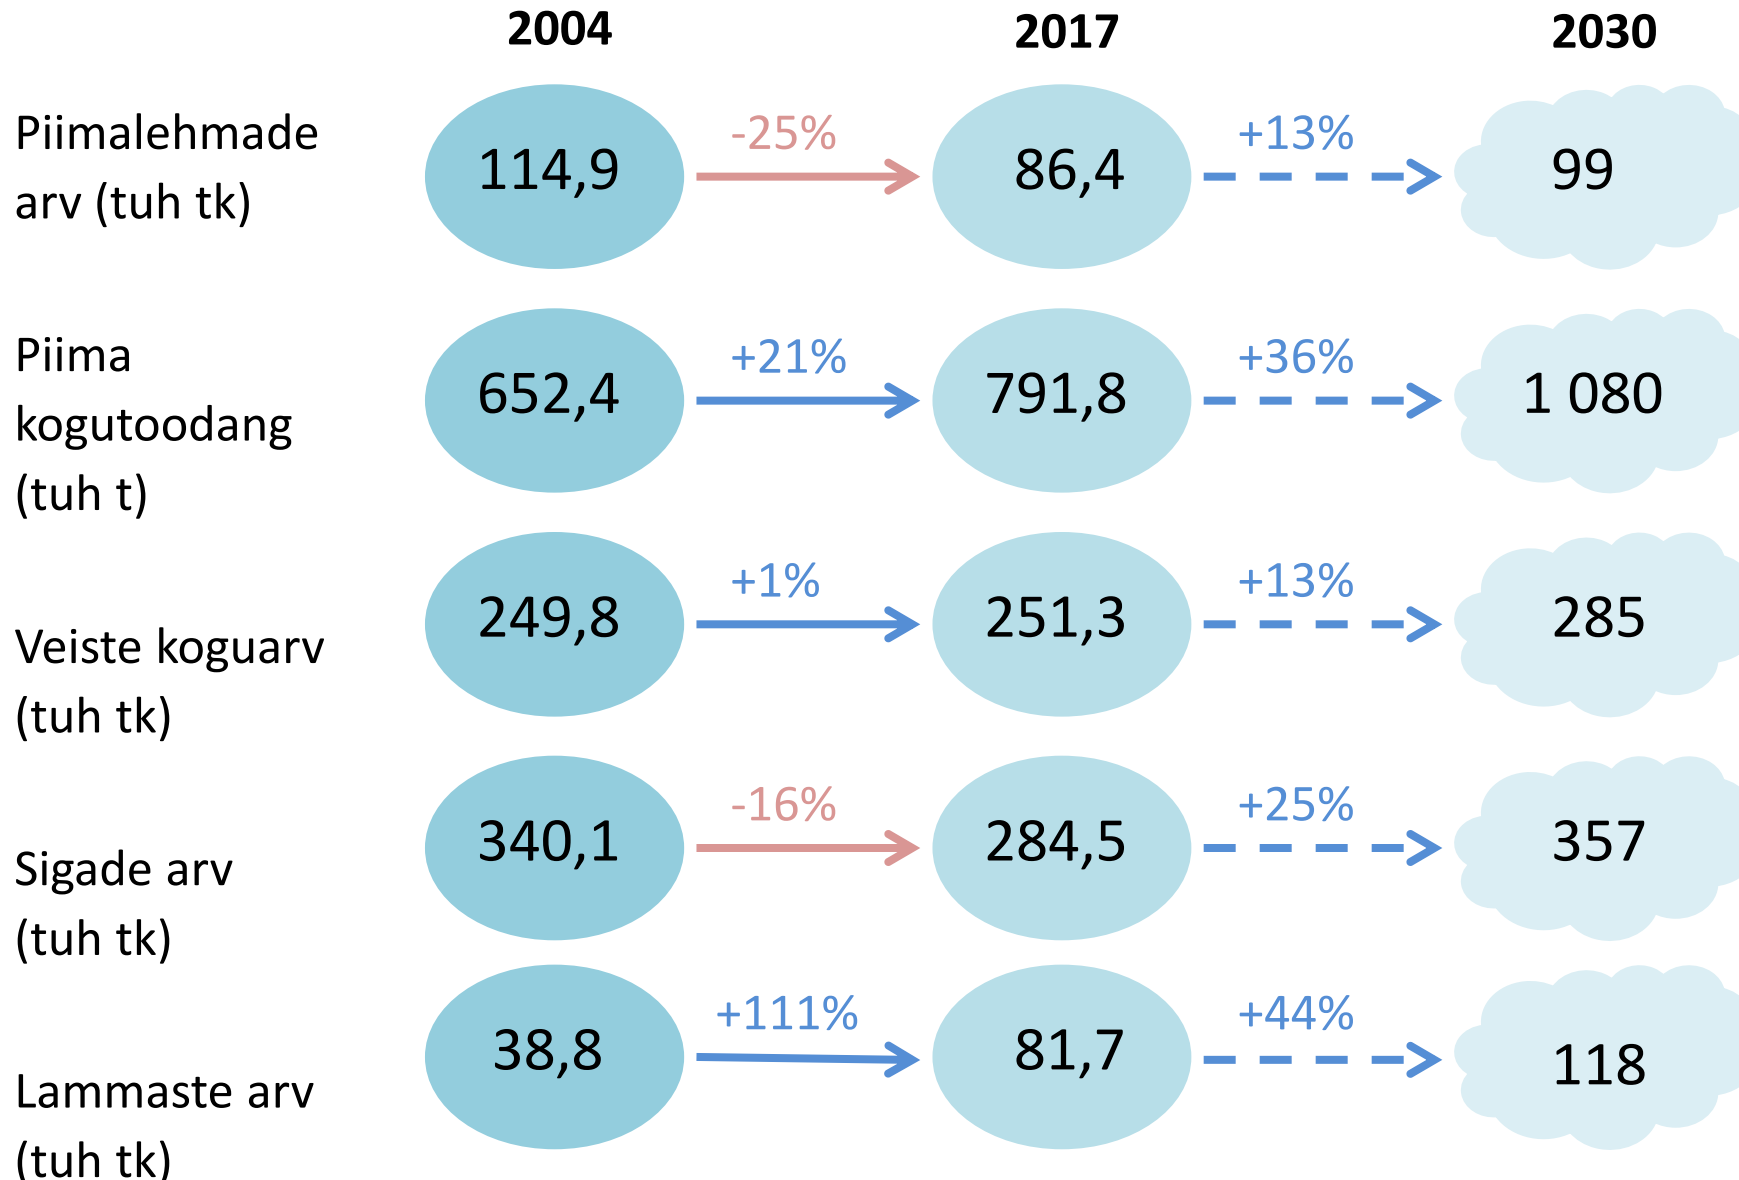 2004 2017 2030
Piimalehmade
arv (tuh tk)
114,9 -25% 86,4 +13% 99
Piima
kogutoodang
(tuh t)
652,4 +21% 791,8 +36% 1 080
Veiste koguarv
(tuh tk)
249,8 +1% 251,3 +13% 285
Sigade arv
(tuh tk)
340,1 -16% 284,5 +25% 357
Lammaste arv
(tuh tk)
38,8 +111% 81,7 +44% 118